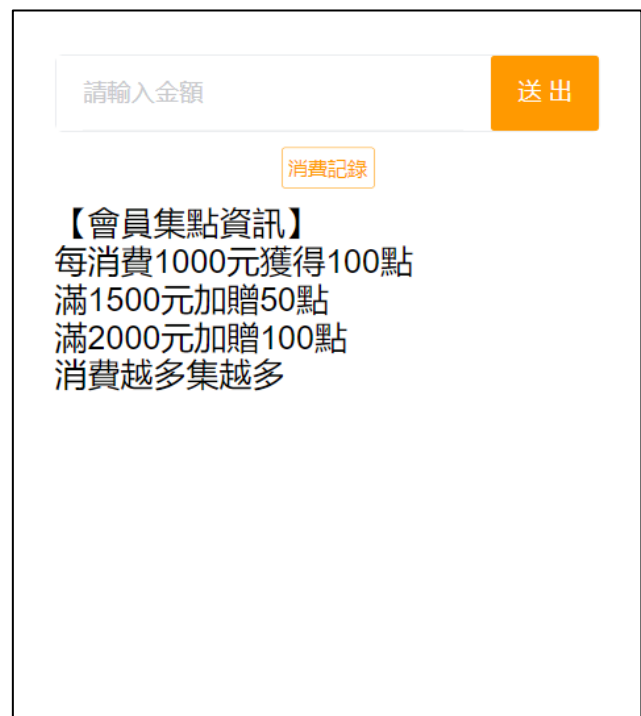 請輸入金額
送出
消費記錄
【會員集點資訊】
每消費1000元獲得100點
滿1500元加贈50點
滿2000元加贈100點
消費越多集越多